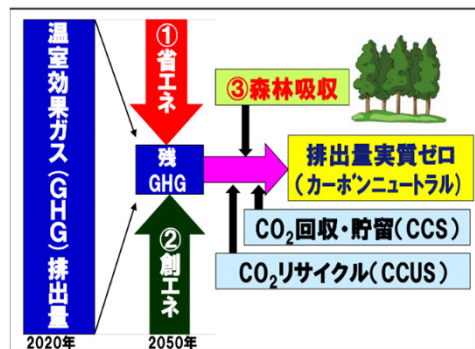 温室効果ガス(GHG)排出量
①省エネ
残
GHG
②創エネ
③森林吸収
排出量実質ゼロ
(カーボンニュートラル)
CO₂回収・貯留(CCS)
CO₂リサイクル(CCUS)
2020年
2050年